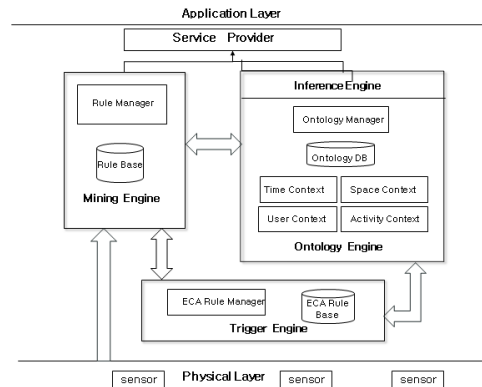 Application Layer
Service Provider
Inference Engine
Rule Manager
Rule Base
Mining Engine
Ontology Manager
Ontology DB
Time Context
Space Context
User Context
Activity Context
Ontology Engine
ECA Rule Manager
ECA Rule
Base
Trigger Engine
Physical Layer
sensor
sensor
sensor